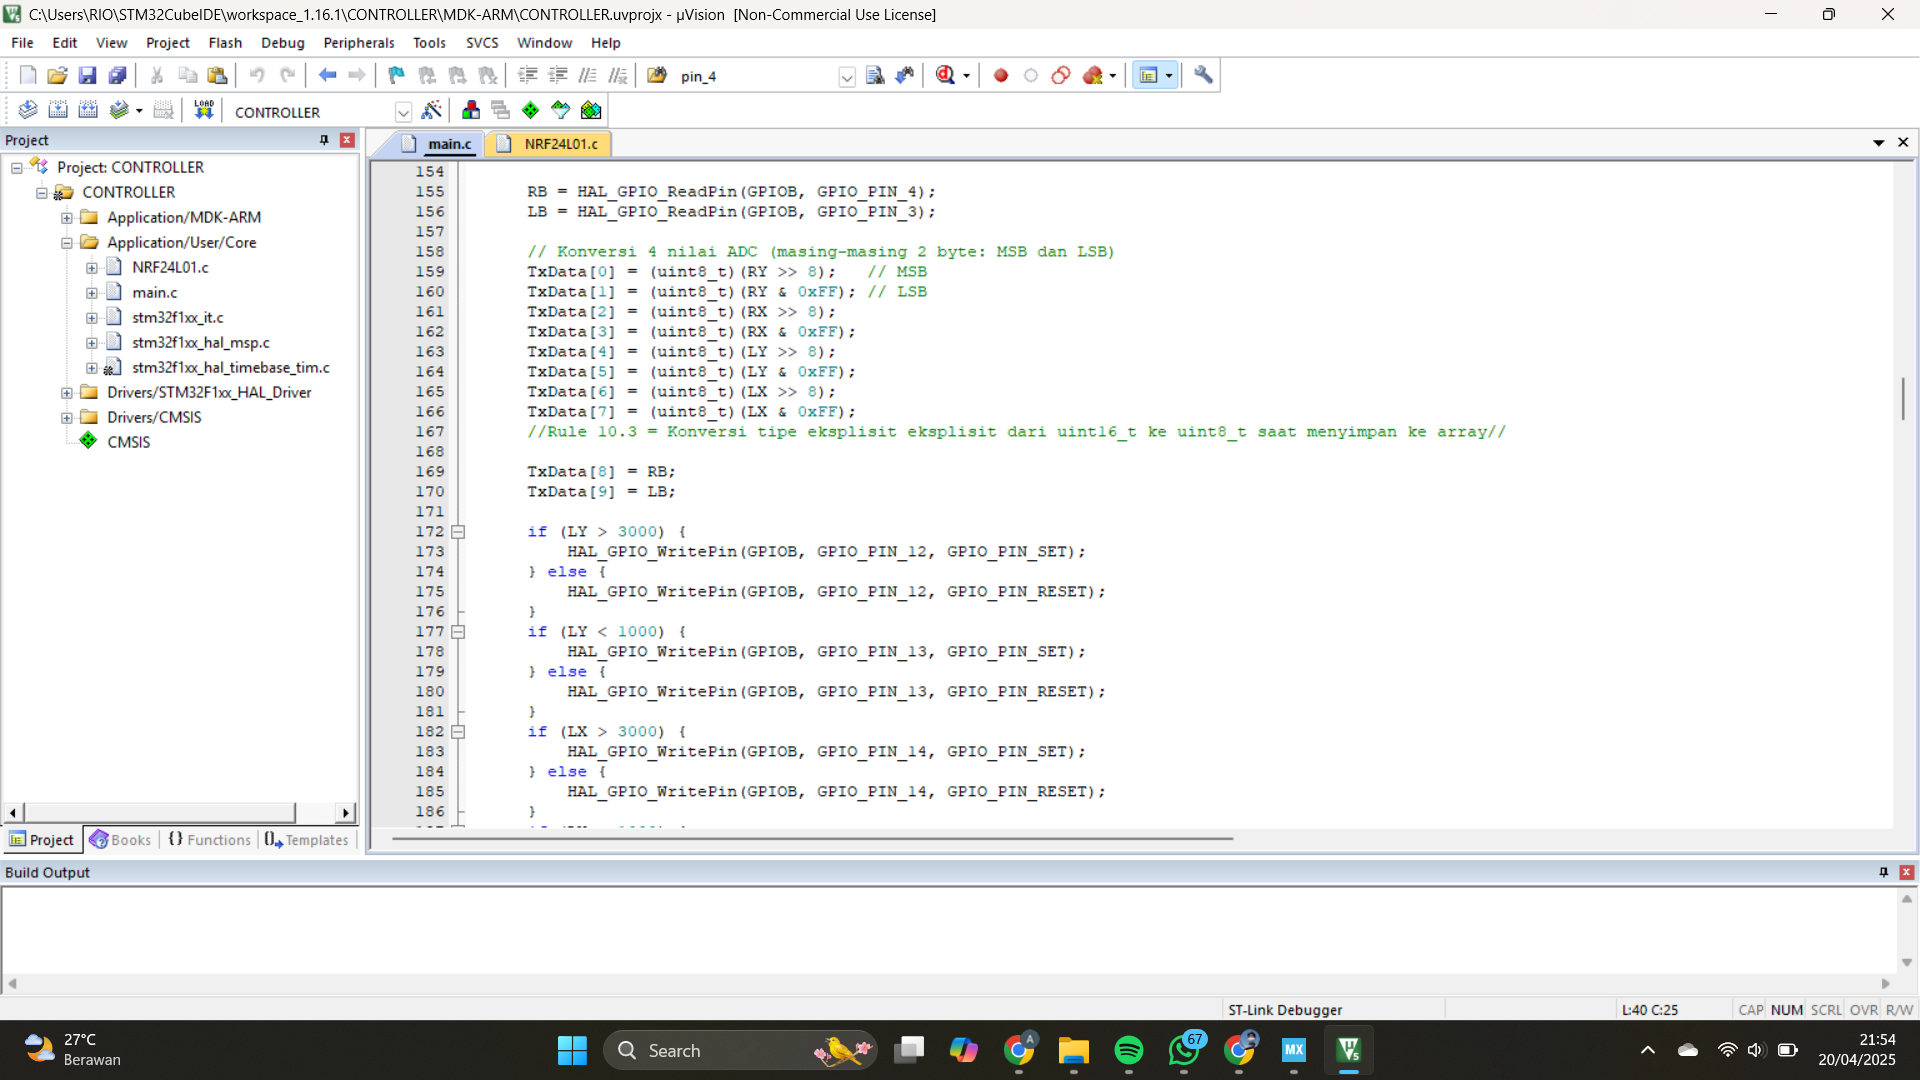 C:\Users\RIO\STM32CubeIDE\workspace_1.16.1\CONTROLLER\MDK-ARM\CONTROLLER.uvprojx - µVision [Non-Commercial Use License]
File Edit View Project Flash Debug Peripherals Tools SVCS Window Help
pin_4
LOAD
CONTROLLER
Project
Project: CONTROLLER
CONTROLLER
Application/MDK-ARM
Application/User/Core
NRF24L01.c
main.c
stm32f1xx_it.c
stm32f1xx_hal_msp.c
stm32f1xx_hal_timebase_tim.c
Drivers/STM32F1xx_HAL_Driver
Drivers/CMSIS
CMSIS
Project Books {} Functions Templates
main.c NRF24L01.c
154
155 RB = HAL_GPIO_ReadPin(GPIOB, GPIO_PIN_4);
156 LB = HAL_GPIO_ReadPin(GPIOB, GPIO_PIN_3);
157
158 // Konversi 4 nilai ADC (masing-masing 2 byte: MSB dan LSB)
159 TxData[0] = (uint8_t)(RY >> 8); // MSB
160 TxData[1] = (uint8_t)(RY & 0xFF); // LSB
161 TxData[2] = (uint8_t)(RX >> 8);
162 TxData[3] = (uint8_t)(RX & 0xFF);
163 TxData[4] = (uint8_t)(LY >> 8);
164 TxData[5] = (uint8_t)(LY & 0xFF);
165 TxData[6] = (uint8_t)(LX >> 8);
166 TxData[7] = (uint8_t)(LX & 0xFF);
167 //Rule 10.3 = Konversi tipe eksplisit eksplisit dari uint16_t ke uint8_t saat menyimpan ke array//
168
169 TxData[8] = RB;
170 TxData[9] = LB;
171
172 if (LY > 3000) {
173 HAL_GPIO_WritePin(GPIOB, GPIO_PIN_12, GPIO_PIN_SET);
174 } else {
175 HAL_GPIO_WritePin(GPIOB, GPIO_PIN_12, GPIO_PIN_RESET);
176 }
177 if (LY < 1000) {
178 HAL_GPIO_WritePin(GPIOB, GPIO_PIN_13, GPIO_PIN_SET);
179 } else {
180 HAL_GPIO_WritePin(GPIOB, GPIO_PIN_13, GPIO_PIN_RESET);
181 }
182 if (LX > 3000) {
183 HAL_GPIO_WritePin(GPIOB, GPIO_PIN_14, GPIO_PIN_SET);
184 } else {
185 HAL_GPIO_WritePin(GPIOB, GPIO_PIN_14, GPIO_PIN_RESET);
186 }
Build Output
ST-Link Debugger L:40 C:25 CAP NUM SCRL OVR R/W
27°C
Berawan
Search
67
A
MX
21:54
20/04/2025